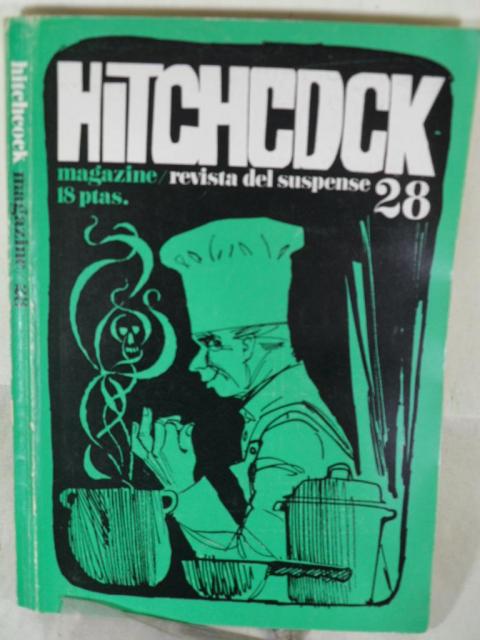 HiTCHCOCK
magazine/revista del suspense
18 ptas.
28
hitchcock magazine/28